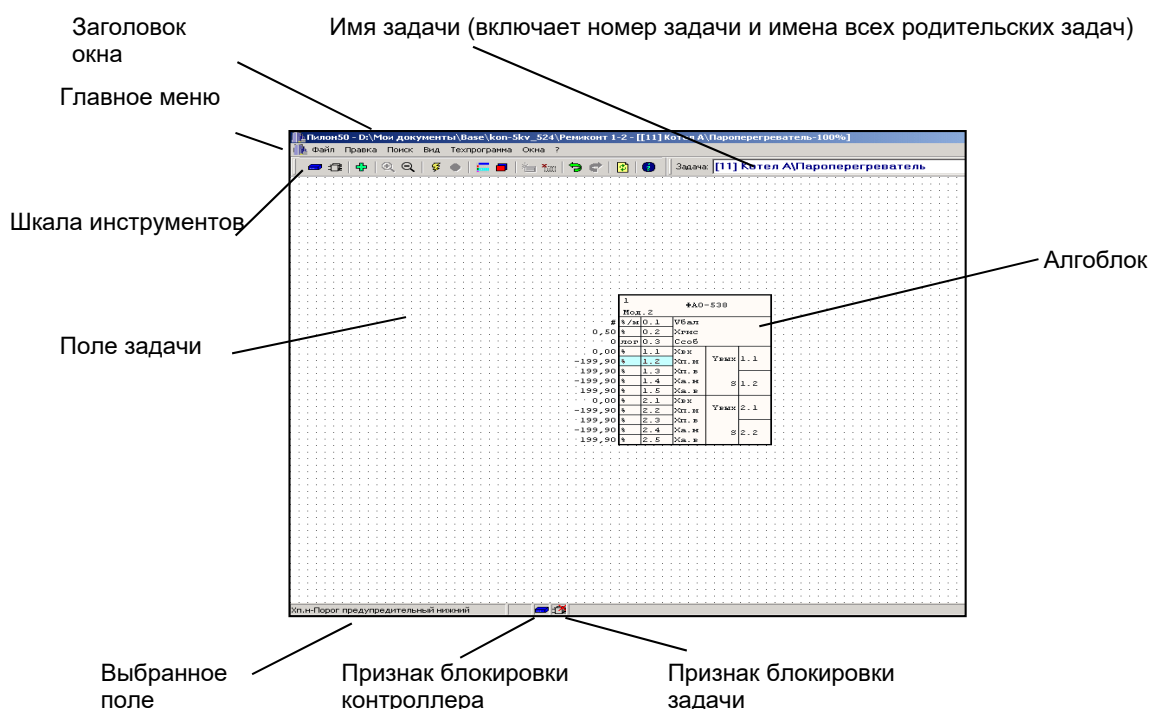 Заголовок
окна
Имя задачи (включает номер задачи и имена всех родительских задач)
Главное меню
Пилон50 - D:\Мои документы\Base\kon-5kv_524\Ремиконт 1-2 - [[11] Котел А\Пароперегреватель-100%]
Файл Правка Поиск Вид Техпрограмма Окна ?
Задача: [11] Котел А\Пароперегреватель
Шкала инструментов
Алгоблок
Поле задачи
1 +АО-538
Мод.2
# %/м 0.1 Vбал
0,50 % 0.2 Xгис
0 лог 0.3 Ссоб
0,00 % 1.1 Xвх Yвых 1.1
-199,90 % 1.2 Xп.н
199,90 % 1.3 Xп.в
-199,90 % 1.4 Xа.н S 1.2
199,90 % 1.5 Xа.в
0,00 % 2.1 Xвх Yвых 2.1
-199,90 % 2.2 Xп.н
199,90 % 2.3 Xп.в
-199,90 % 2.4 Xа.н S 2.2
199,90 % 2.5 Xа.в
Xп.н-Порог предупредительный нижний
Выбранное
поле
Признак блокировки
контроллера
Признак блокировки
задачи